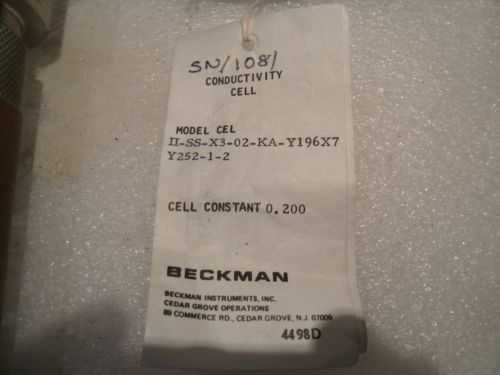 SN/1081
CONDUCTIVITY
CELL
MODEL CEL
II-SS-X3-02-KA-Y196X7
Y252-1-2
CELL CONSTANT 0.200
BECKMAN
BECKMAN INSTRUMENTS, INC.
CEDAR GROVE OPERATIONS
89 COMMERCE RD., CEDAR GROVE, N.J. 07009
4498D